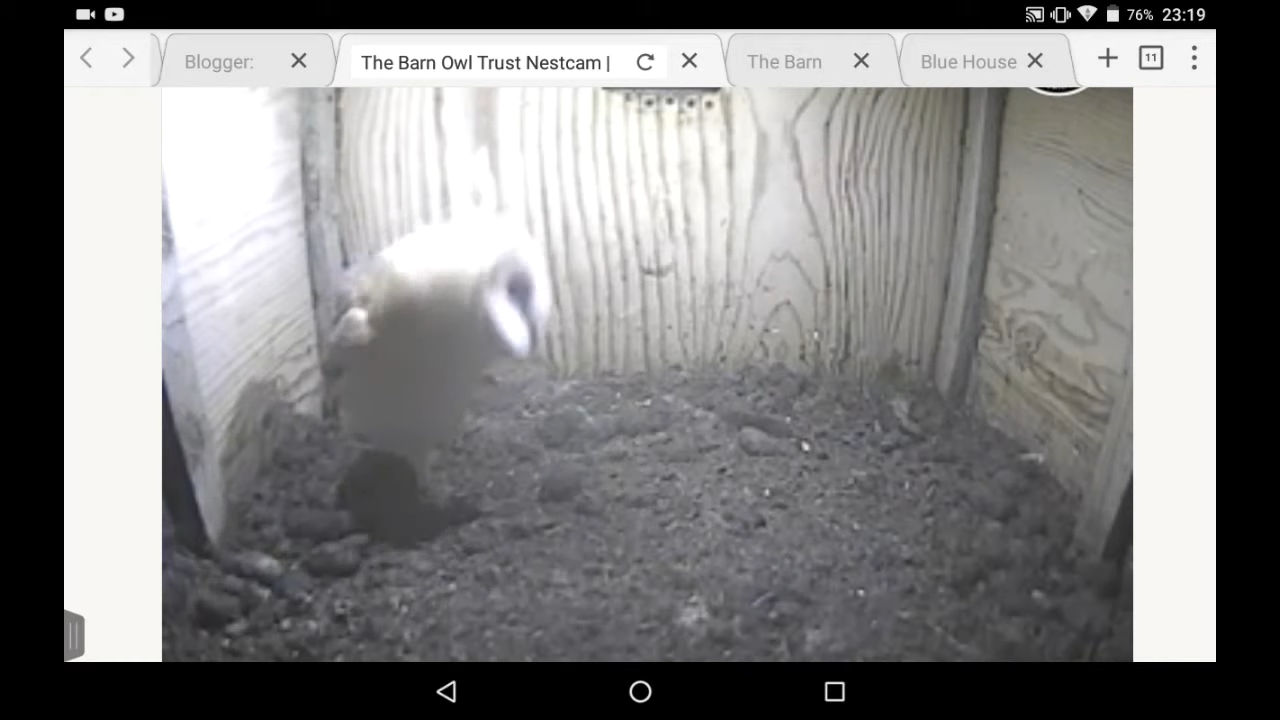 76% 23:19
Blogger:
The Barn Owl Trust Nestcam |
The Barn
Blue House
11